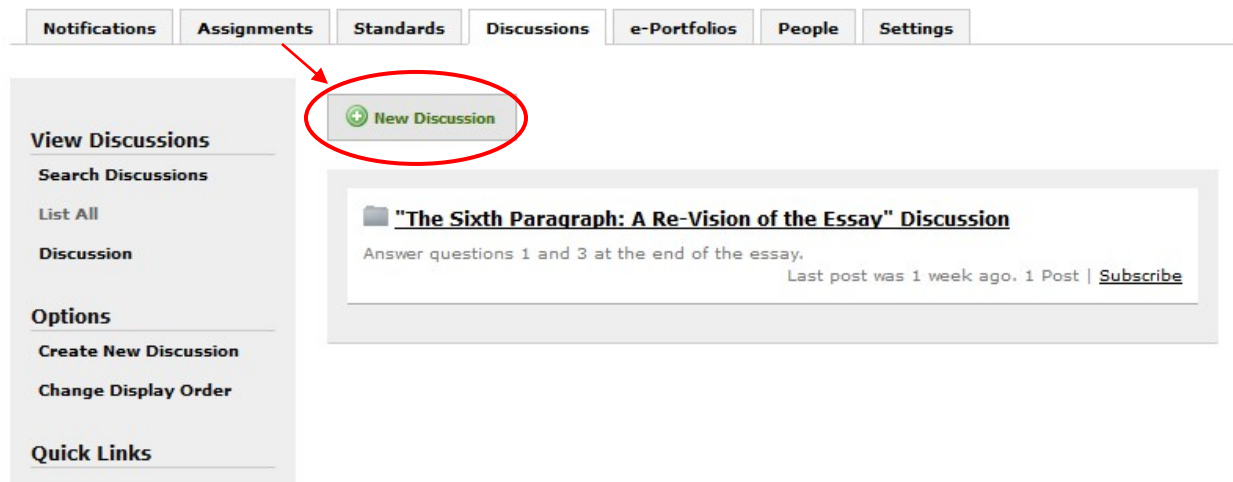 Notifications Assignments Standards Discussions e-Portfolios People Settings
New Discussion
View Discussions
Search Discussions
List All
Discussion
Options
Create New Discussion
Change Display Order
Quick Links
"The Sixth Paragraph: A Re-Vision of the Essay" Discussion
Answer questions 1 and 3 at the end of the essay.
Last post was 1 week ago. 1 Post | Subscribe